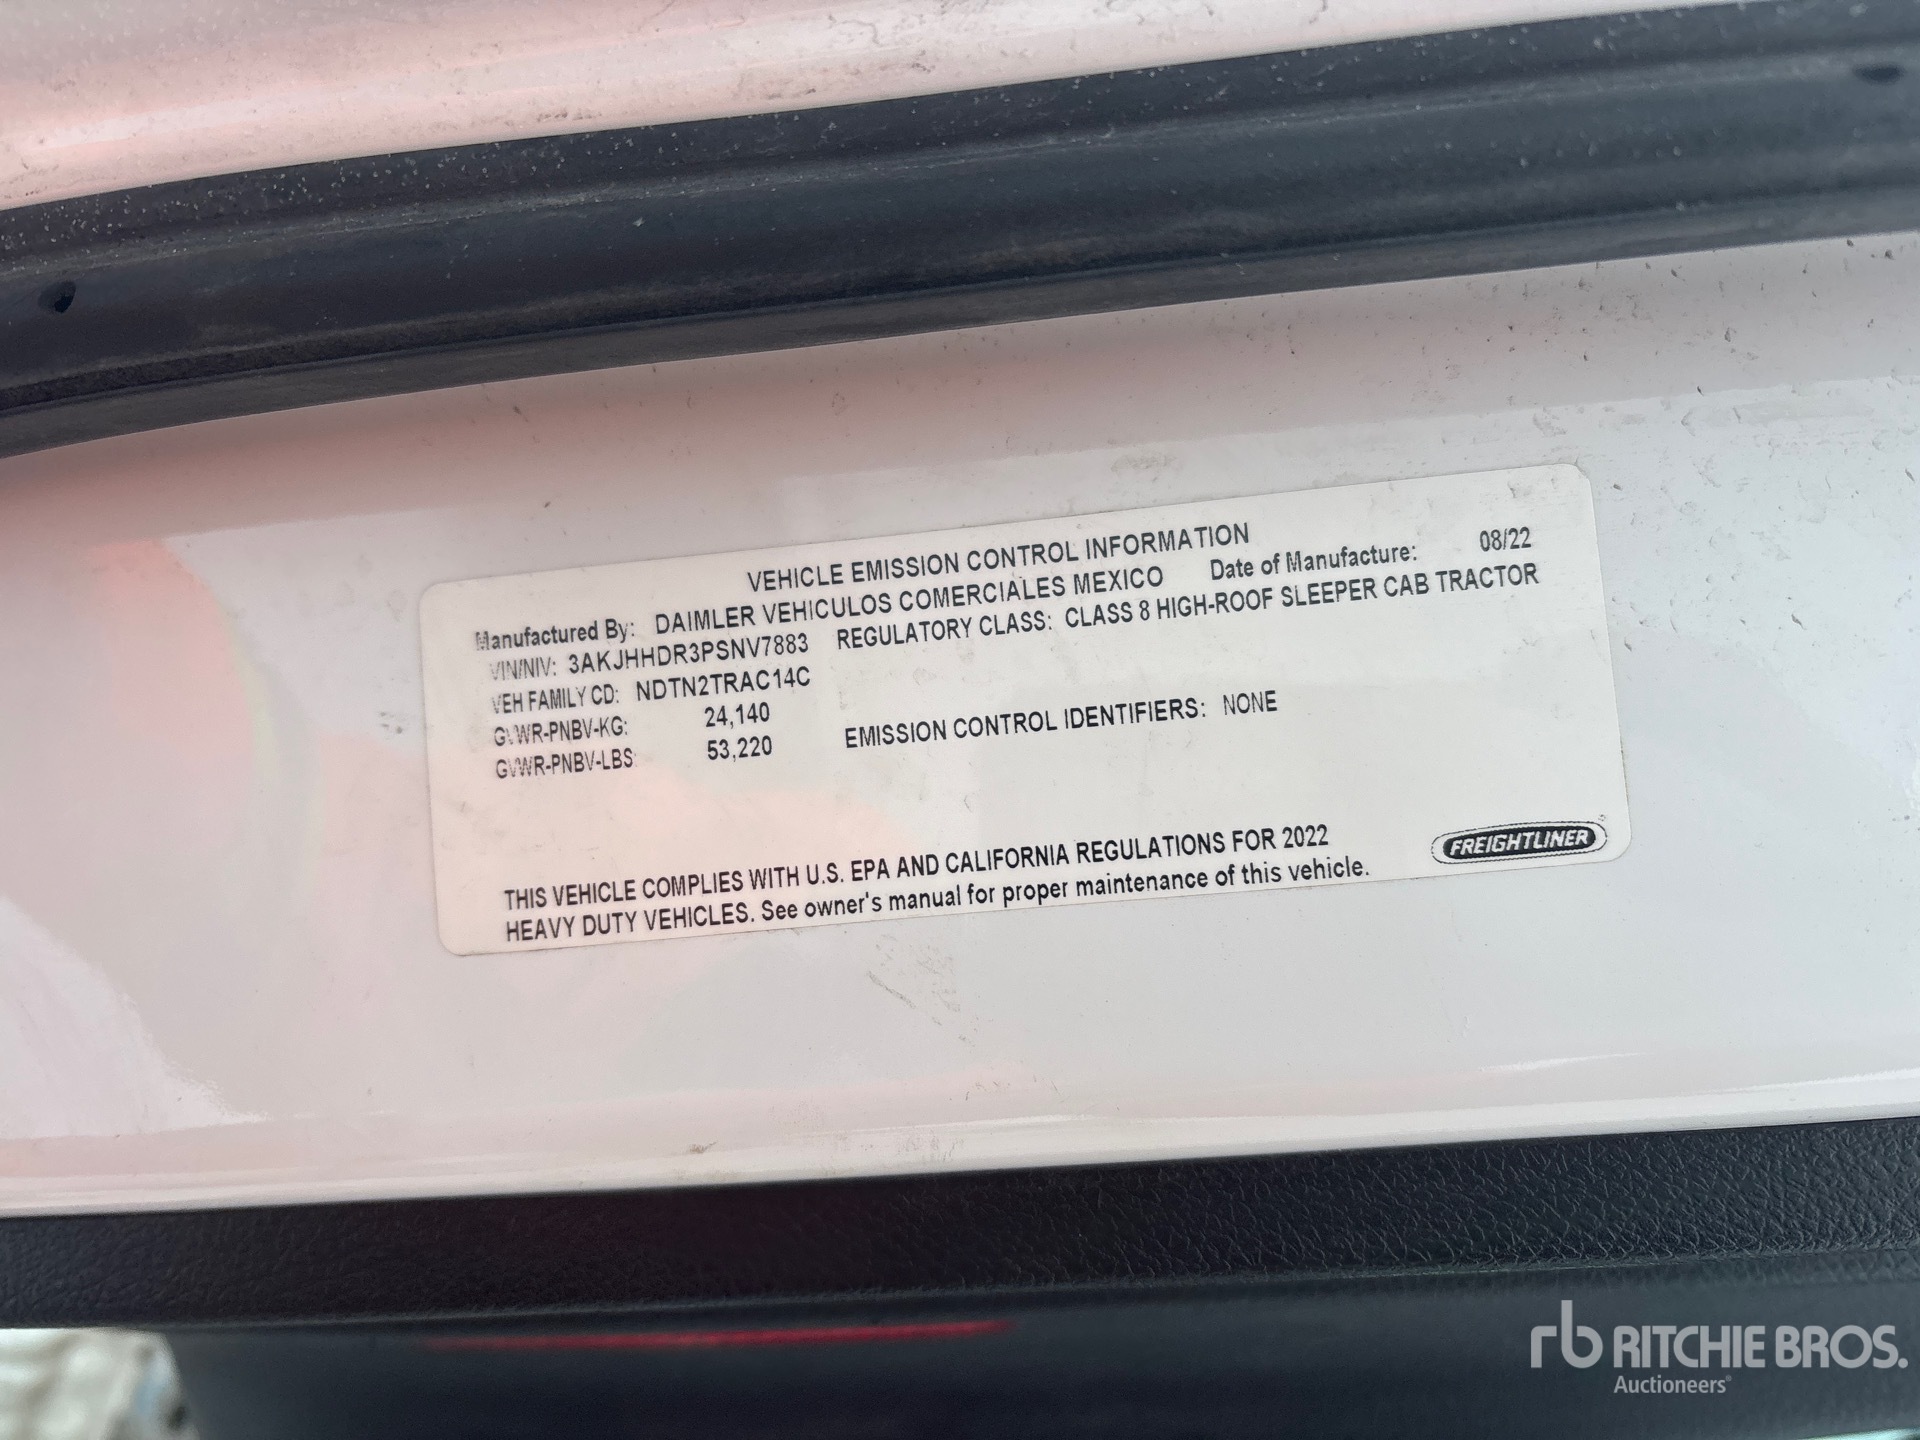 VEHICLE EMISSION CONTROL INFORMATION
Manufactured By: DAIMLER VEHICULOS COMERCIALES MEXICO Date of Manufacture: 08/22
VIN/NIV: 3AKJHHDR3PSNV7883 REGULATORY CLASS: CLASS 8 HIGH-ROOF SLEEPER CAB TRACTOR
VEH FAMILY CD: NDTN2TRAC14C
GVWR-PNBV-KG: 24,140
GVWR-PNBV-LBS: 53,220 EMISSION CONTROL IDENTIFIERS: NONE
THIS VEHICLE COMPLIES WITH U.S. EPA AND CALIFORNIA REGULATIONS FOR 2022
HEAVY DUTY VEHICLES. See owner's manual for proper maintenance of this vehicle.
FREIGHTLINER®
rb RITCHIE BROS.
Auctioneers®